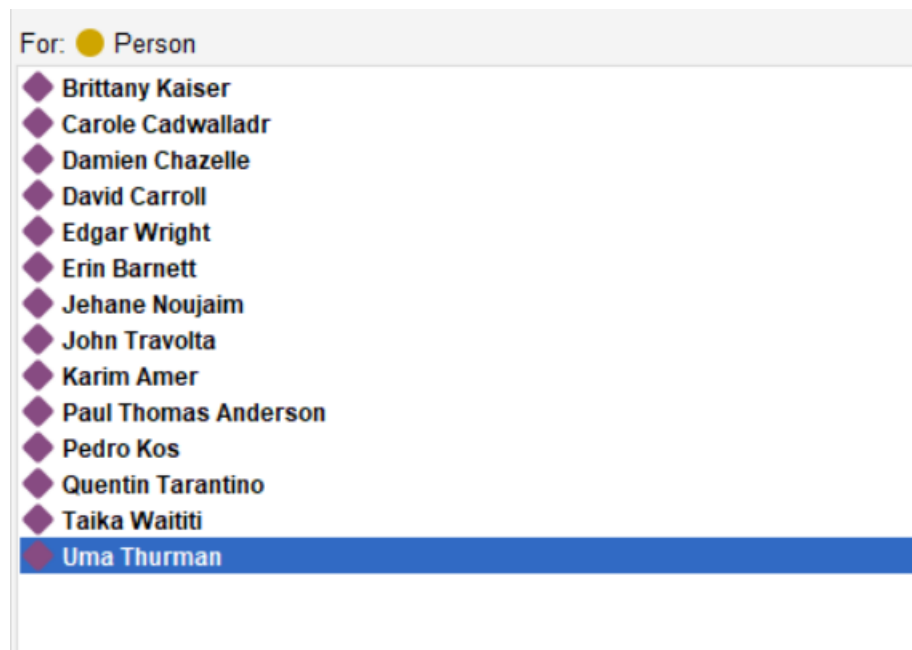 For: Person
Brittany Kaiser
Carole Cadwalladr
Damien Chazelle
David Carroll
Edgar Wright
Erin Barnett
Jehane Noujaim
John Travolta
Karim Amer
Paul Thomas Anderson
Pedro Kos
Quentin Tarantino
Taika Waititi
Uma Thurman